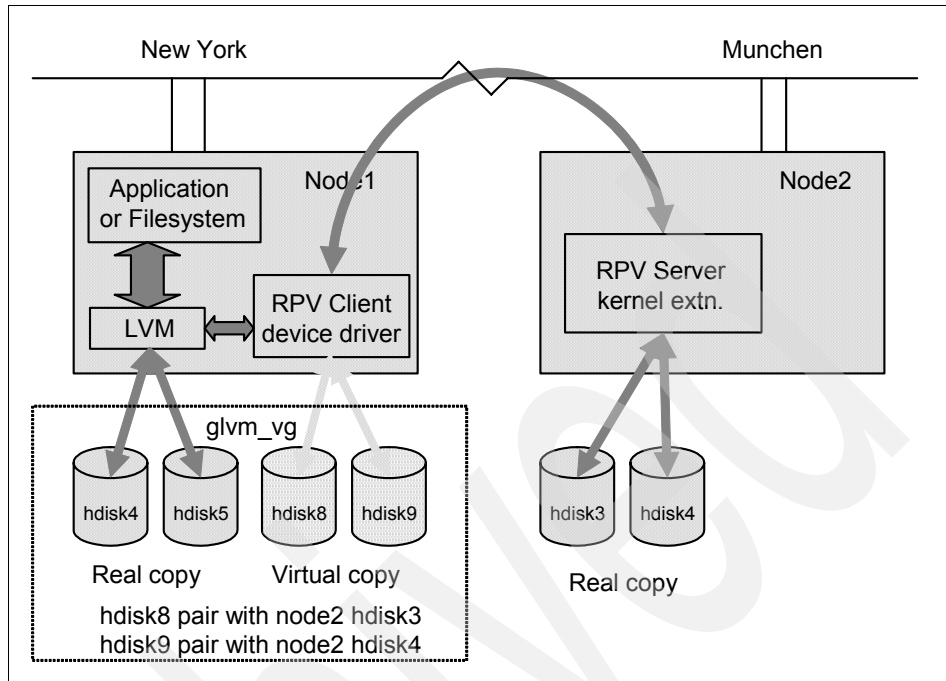 New York
Munchen
Node1
Node2
Application
or Filesystem
LVM
RPV Client
device driver
RPV Server
kernel extn.
glvm_vg
hdisk4
hdisk5
hdisk8
hdisk9
hdisk3
hdisk4
Real copy
Virtual copy
Real copy
hdisk8 pair with node2 hdisk3
hdisk9 pair with node2 hdisk4